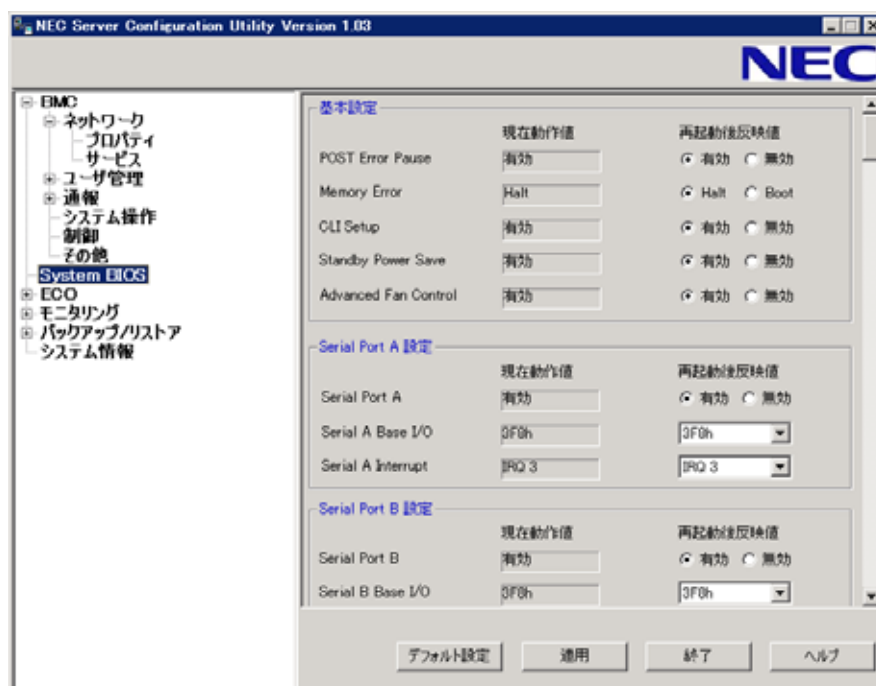 NEC Server Configuration Utility Version 1.03
NEC
BMC
ネットワーク
プロパティ
サービス
ユーザ管理
通報
システム操作
制御
その他
System BIOS
ECO
モニタリング
バックアップ/リストア
システム情報
基本設定
現在動作値 再起動後反映値
POST Error Pause 有効 有効 無効
Memory Error Halt Halt Boot
CLI Setup 有効 有効 無効
Standby Power Save 有効 有効 無効
Advanced Fan Control 有効 有効 無効
Serial Port A 設定
現在動作値 再起動後反映値
Serial Port A 有効 有効 無効
Serial A Base I/O 3F8h 3F8h
Serial A Interrupt IRQ 3 IRQ 3
Serial Port B 設定
現在動作値 再起動後反映値
Serial Port B 有効 有効 無効
Serial B Base I/O 3F8h 3F8h
デフォルト設定 適用 終了 ヘルプ